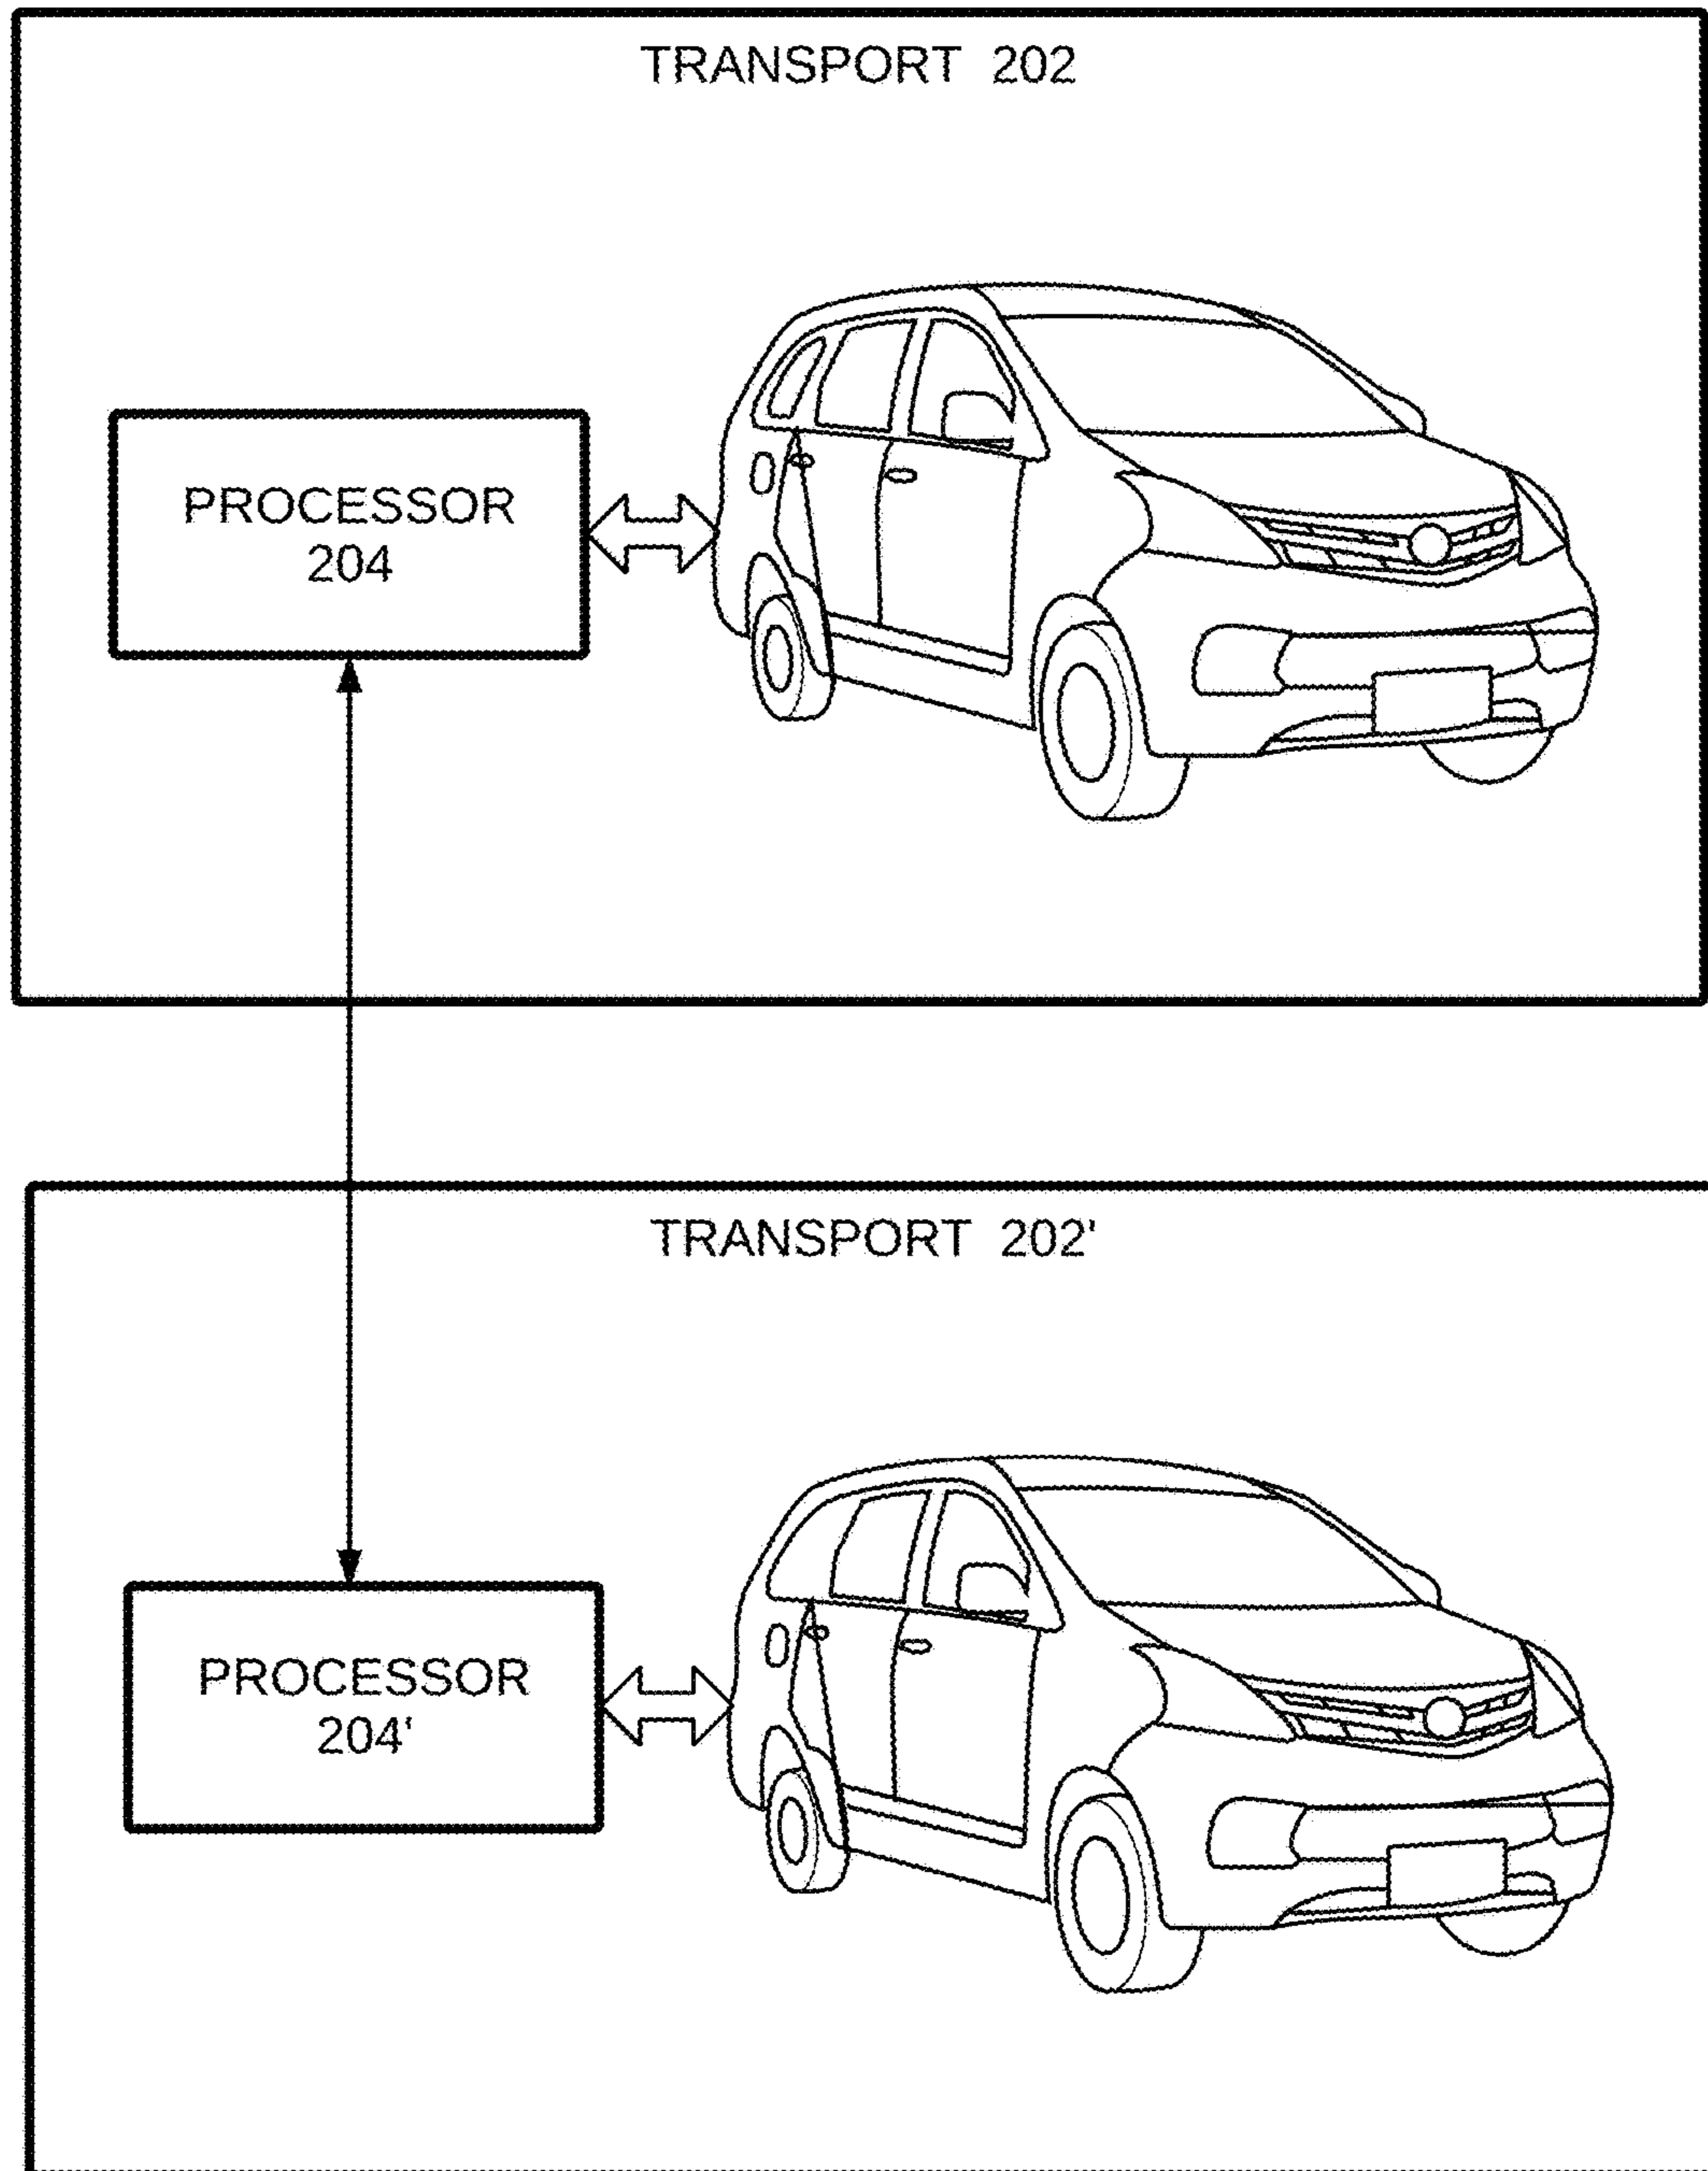 TRANSPORT 202
PROCESSOR
204
TRANSPORT 202'
PROCESSOR
204'